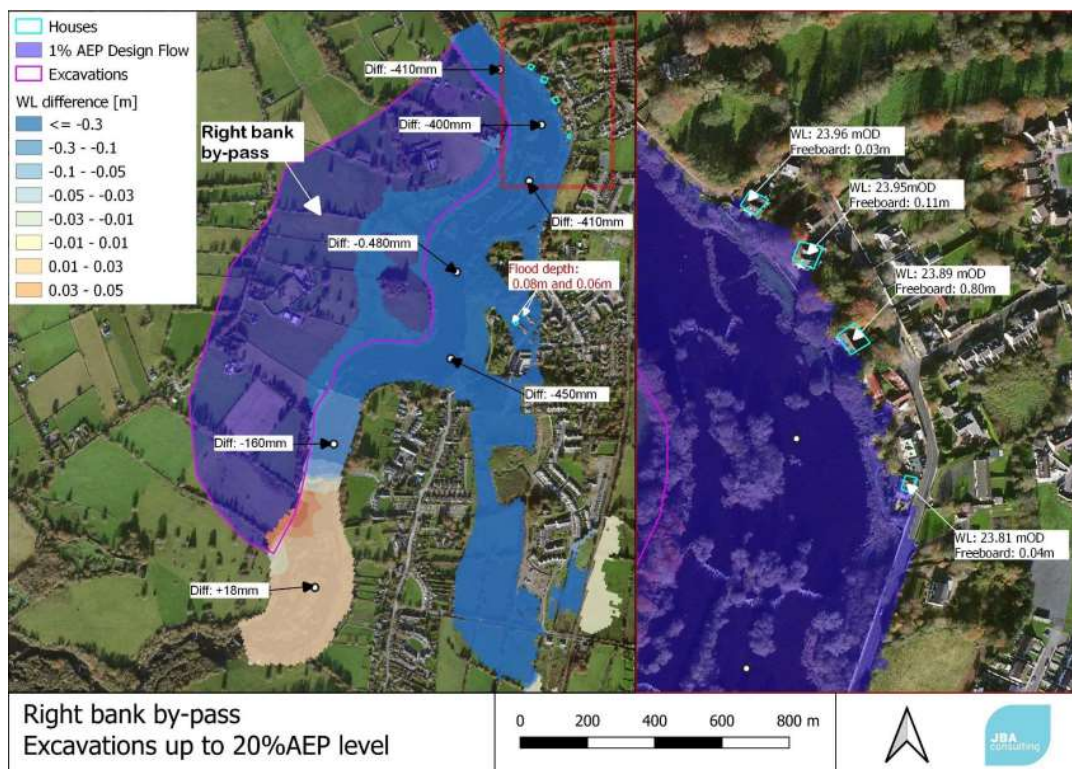 Houses
1% AEP Design Flow
Excavations
WL difference [m]
<= -0.3
-0.3 - -0.1
-0.1 - -0.05
-0.05 - -0.03
-0.03 - -0.01
-0.01 - 0.01
0.01 - 0.03
0.03 - 0.05
Diff: -410mm
Right bank
by-pass
Diff: -400mm
Diff: -410mm
Diff: -0.480mm
Flood depth:
0.08m and 0.06m
Diff: -450mm
Diff: -160mm
Diff: +18mm
WL: 23.96 mOD
Freeboard: 0.03m
WL: 23.95mOD
Freeboard: 0.11m
WL: 23.89 mOD
Freeboard: 0.80m
WL: 23.81 mOD
Freeboard: 0.04m
Right bank by-pass
Excavations up to 20%AEP level
0 200 400 600 800 m
JBA
consulting